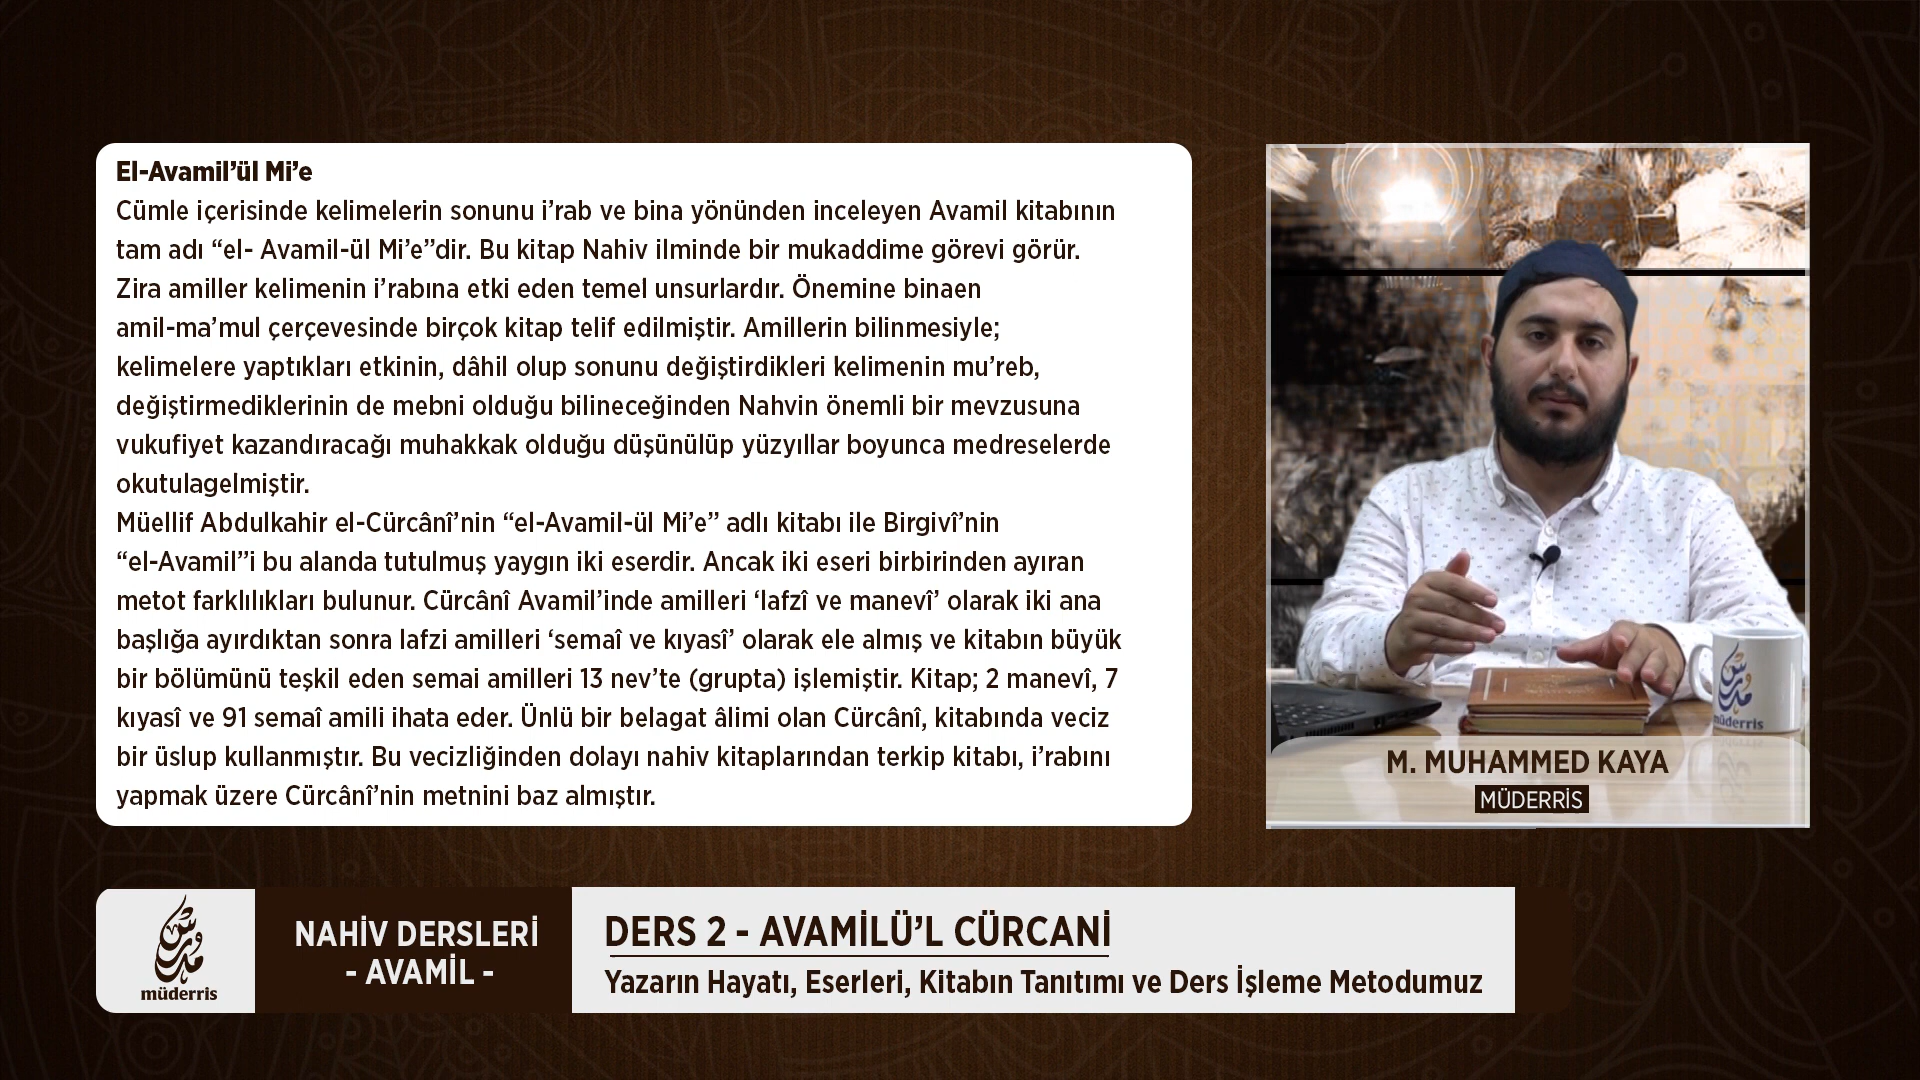 El-Avamil’ül Mi’e
Cümle içerisinde kelimelerin sonunu i’rab ve bina yönünden inceleyen Avamil kitabının
tam adı “el- Avamil-ül Mi’e”dir. Bu kitap Nahiv ilminde bir mukaddime görevi görür.
Zira amiller kelimenin i’rabına etki eden temel unsurlardır. Önemine binaen
amil-ma’mul çerçevesinde birçok kitap telif edilmiştir. Amillerin bilinmesiyle;
kelimelere yaptıkları etkinin, dâhil olup sonunu değiştirdikleri kelimenin mu’reb,
değiştirmediklerinin de mebni olduğu bilineceğinden Nahvin önemli bir mevzusuna
vukufiyet kazandıracağı muhakkak olduğu düşünülüp yüzyıllar boyunca medreselerde
okutulagelmiştir.
Müellif Abdulkahir el-Cürcânî’nin “el-Avamil-ül Mi’e” adlı kitabı ile Birgivî’nin
“el-Avamil”i bu alanda tutulmuş yaygın iki eserdir. Ancak iki eseri birbirinden ayıran
metot farklılıkları bulunur. Cürcânî Avamil’inde amilleri ‘lafzî ve manevî’ olarak iki ana
başlığa ayırdıktan sonra lafzi amilleri ‘semaî ve kıyasî’ olarak ele almış ve kitabın büyük
bir bölümünü teşkil eden semai amilleri 13 nev’te (grupta) işlemiştir. Kitap; 2 manevî, 7
kıyasî ve 91 semaî amili ihata eder. Ünlü bir belagat âlimi olan Cürcânî, kitabında veciz
bir üslup kullanmıştır. Bu vecizliğinden dolayı nahiv kitaplarından terkip kitabı, i’rabını
yapmak üzere Cürcânî’nin metnini baz almıştır.
مدرس
müderris
M. MUHAMMED KAYA
MÜDERRİS
مدرس
müderris
NAHİV DERSLERİ
- AVAMİL -
DERS 2 - AVAMİLÜ’L CÜRCANİ
Yazarın Hayatı, Eserleri, Kitabın Tanıtımı ve Ders İşleme Metodumuz